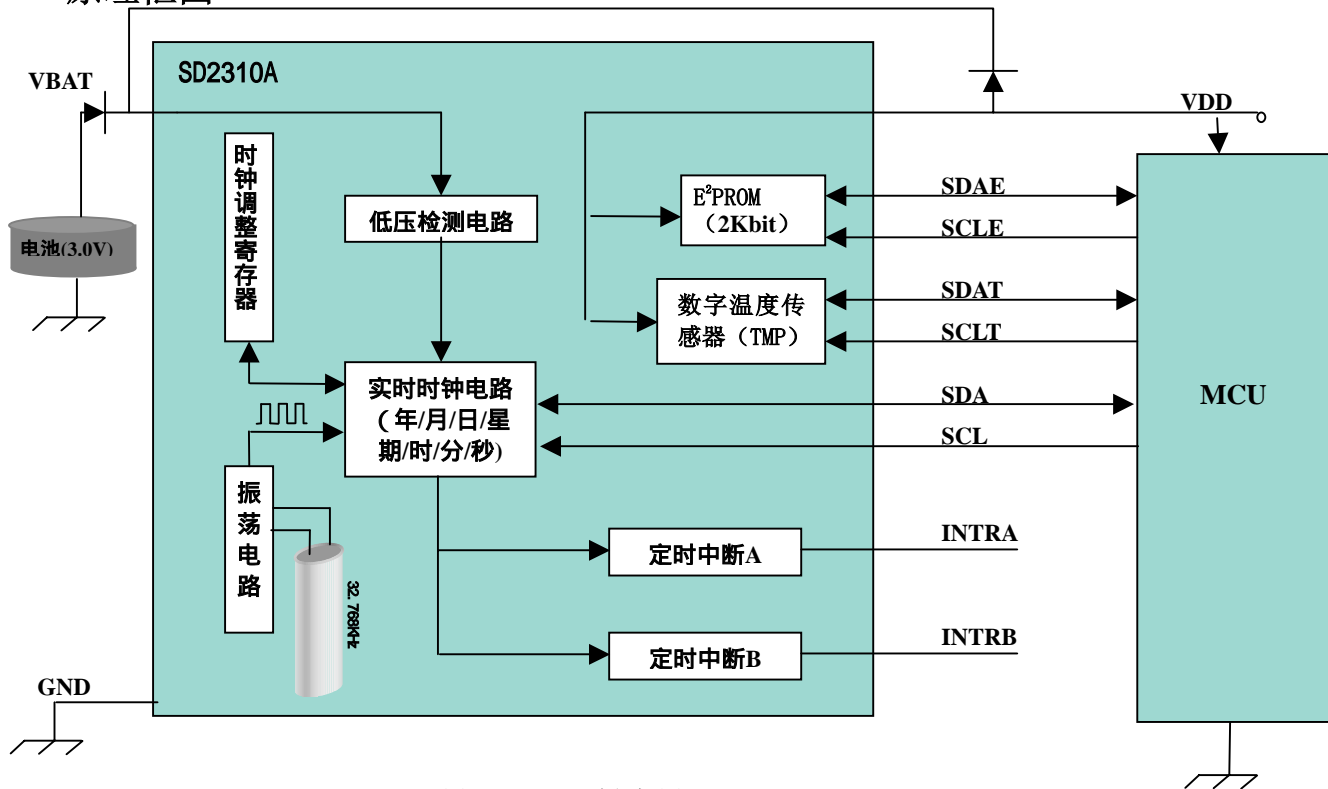 SD2310A
VBAT
VDD
时钟调整寄存器
低压检测电路
E²PROM
（2Kbit）
SDAE
SCLE
电池(3.0V)
数字温度传
感器（TMP）
SDAT
SCLT
实时时钟电路
（年/月/日/星
期/时/分/秒)
SDA
SCL
MCU
振荡电路
32.768KHz
定时中断A
INTRA
定时中断B
INTRB
GND